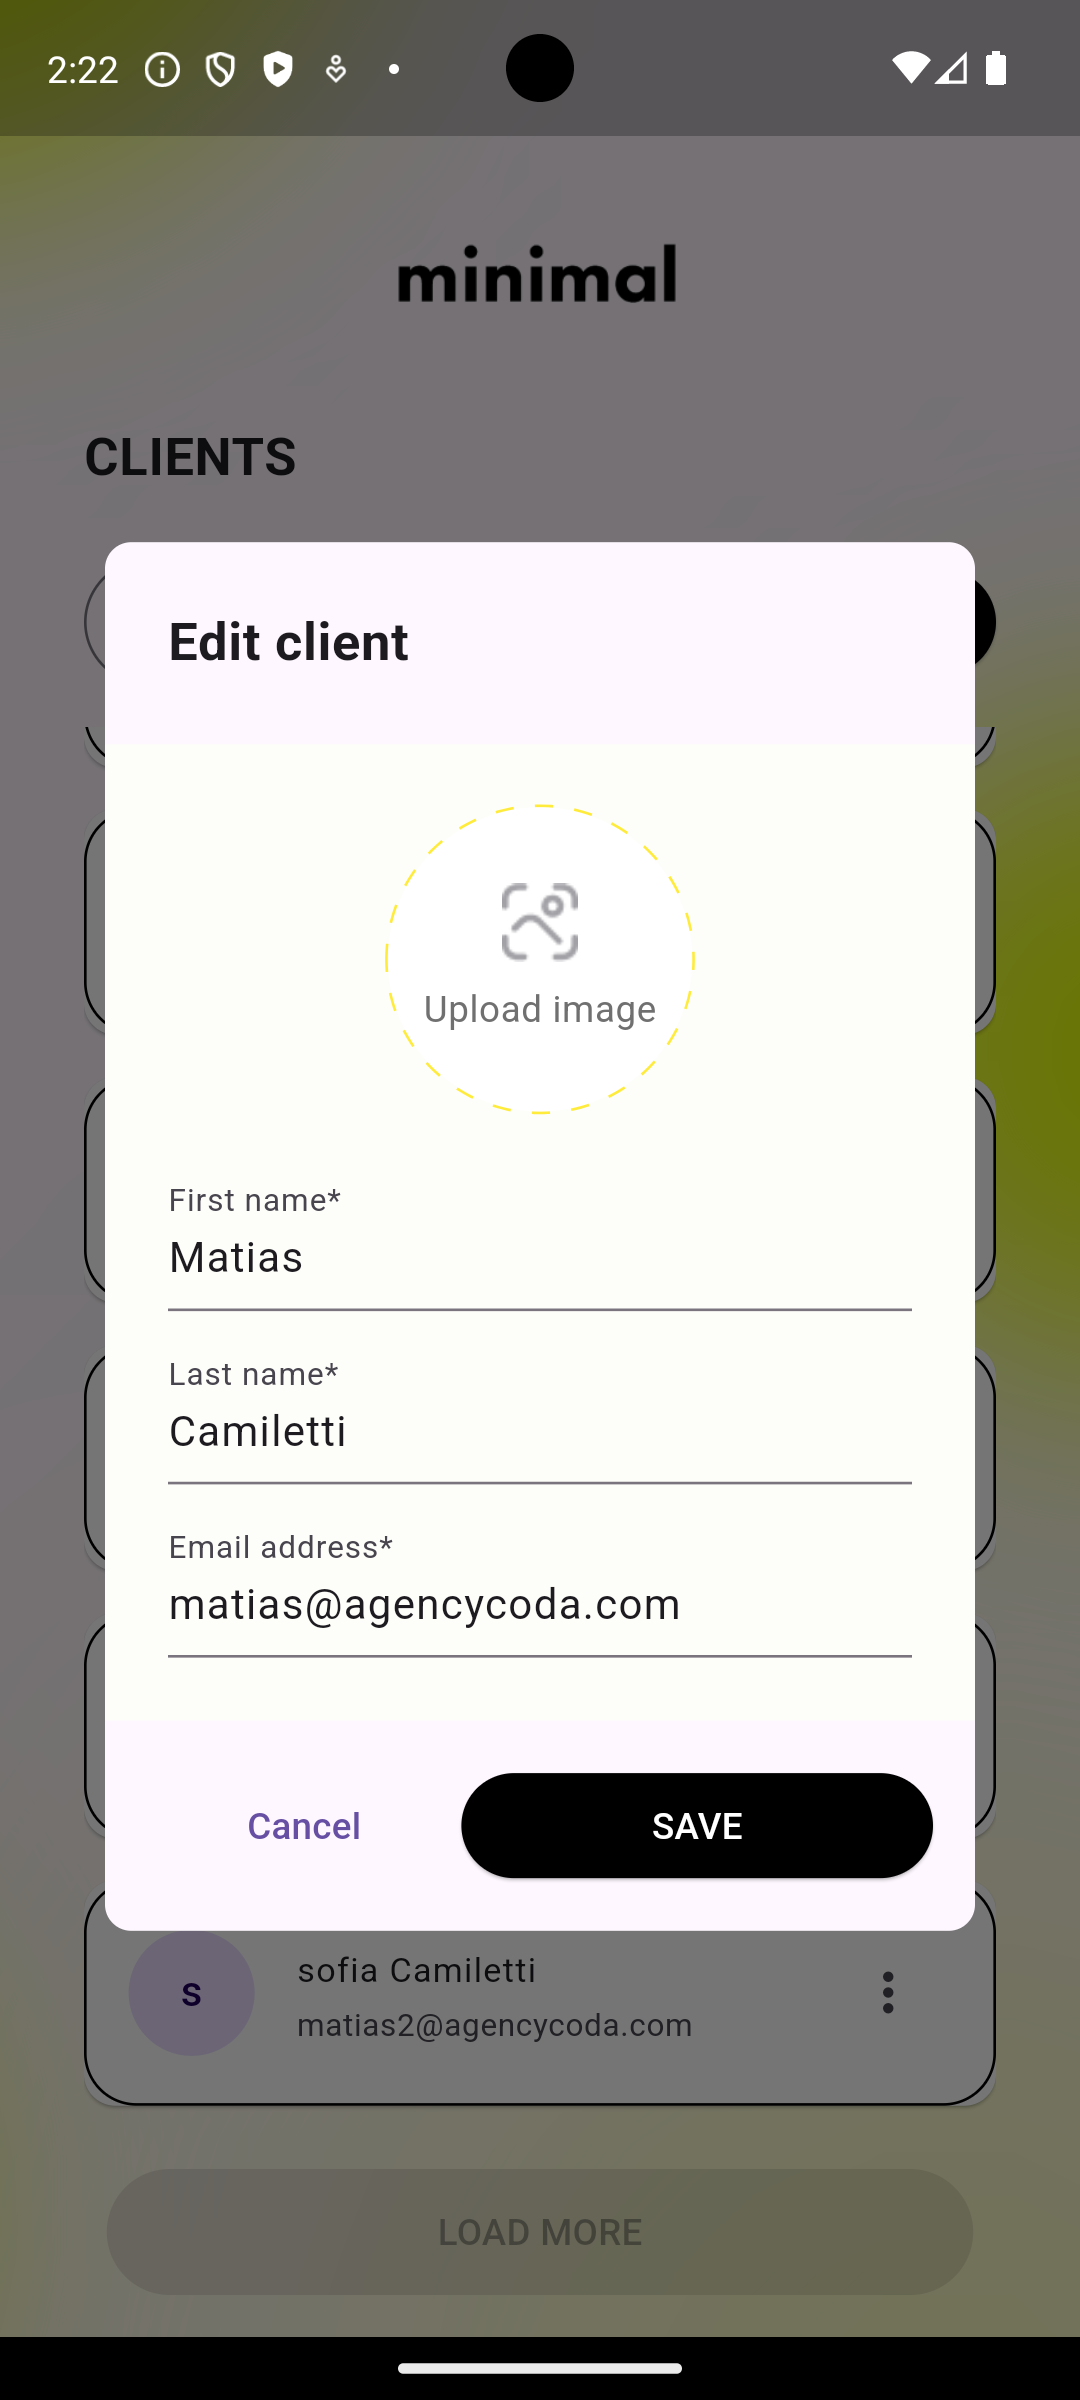 2:22
minimal
CLIENTS
Edit client
Upload image
First name*
Matias
Last name*
Camiletti
Email address*
matias@agencycoda.com
Cancel
SAVE
s
sofia Camiletti
matias2@agencycoda.com
LOAD MORE